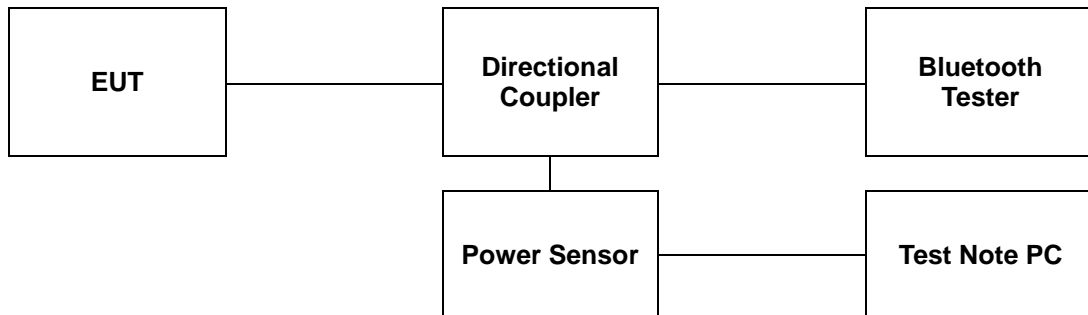 EUT
Directional
Coupler
Bluetooth
Tester
Power Sensor
Test Note PC